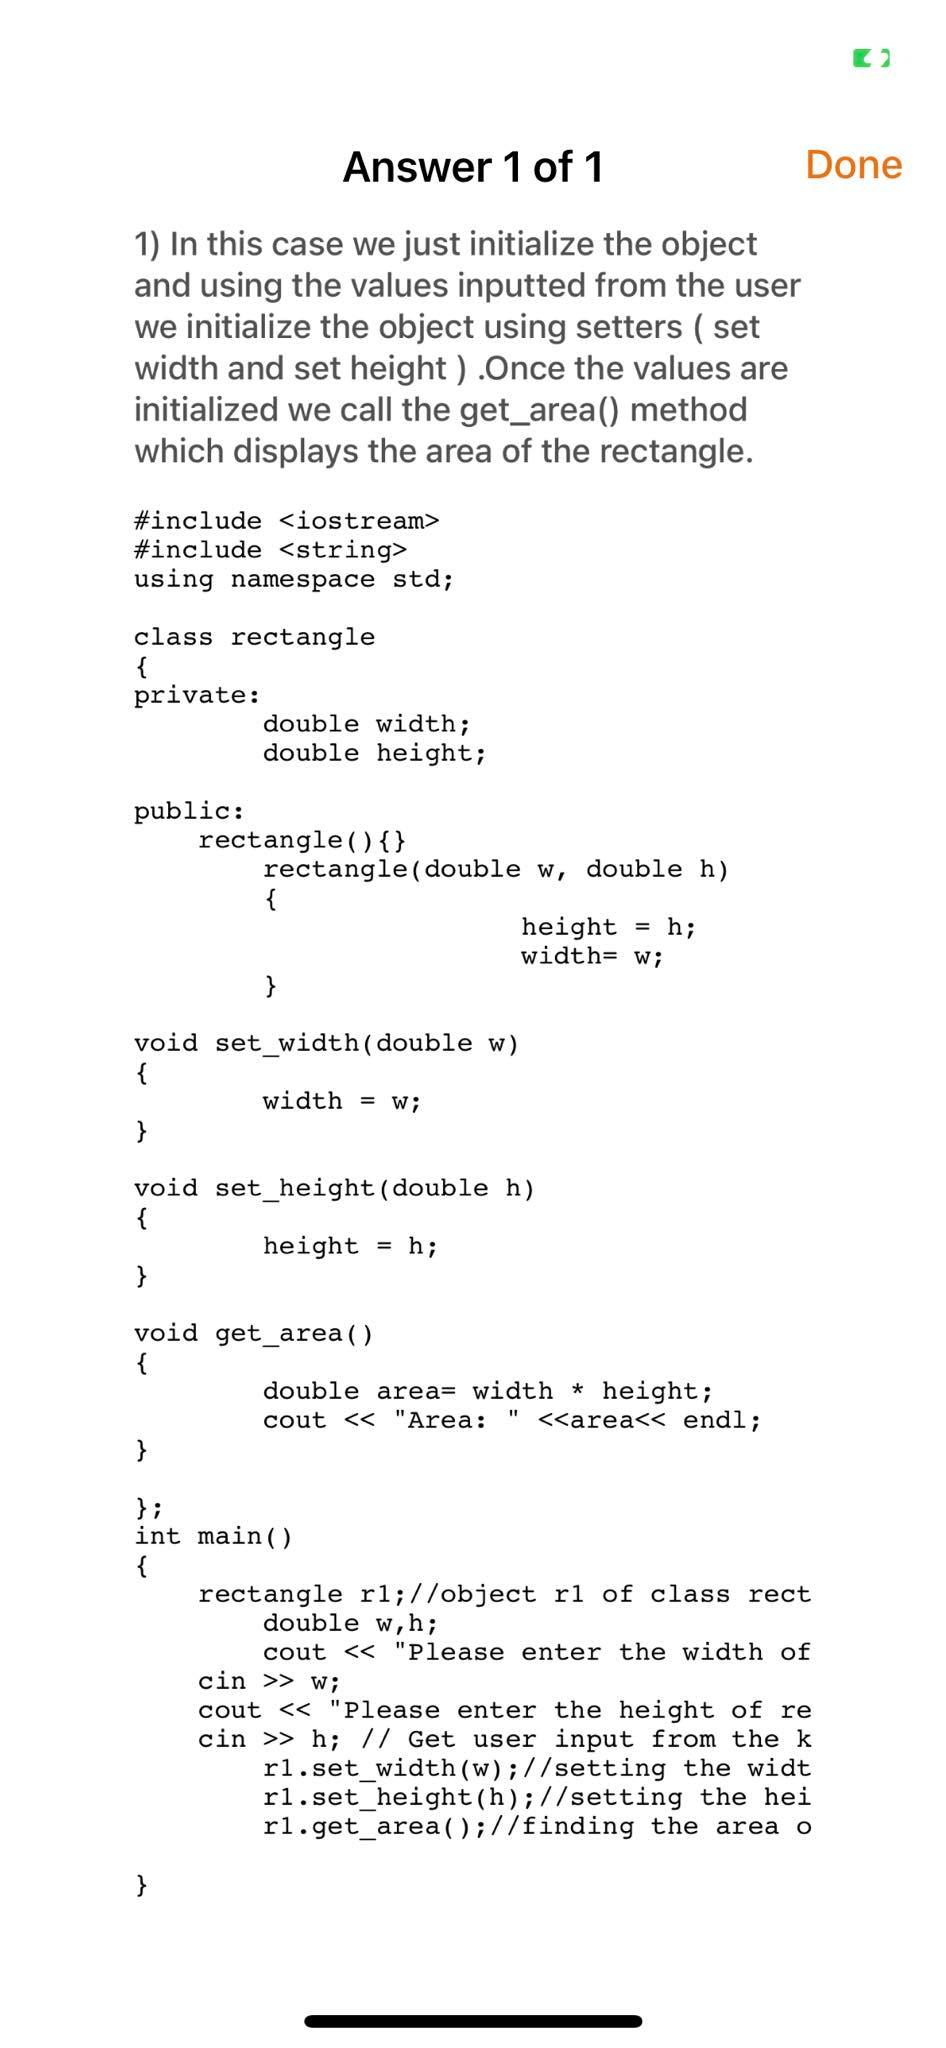 Answer 1 of 1
Done
1) In this case we just initialize the object
and using the values inputted from the user
we initialize the object using setters ( set
width and set height ) .Once the values are
initialized we call the get_area() method
which displays the area of the rectangle.
#include <iostream>
#include <string>
using namespace std;
class rectangle
{
private:
double width;
double height;
public:
rectangle(){}
rectangle(double w, double h)
{
height = h;
width= w;
}
void set_width(double w)
{
width = w;
}
void set_height(double h)
{
height = h;
}
void get_area()
{
double area= width * height;
cout << "Area: " <<area<< endl;
}
};
int main()
{
rectangle r1;//object r1 of class rect
double w,h;
cout << "Please enter the width of
cin >> w;
cout << "Please enter the height of re
cin >> h; // Get user input from the k
r1.set_width(w);//setting the widt
r1.set_height(h);//setting the hei
r1.get_area();//finding the area o
}